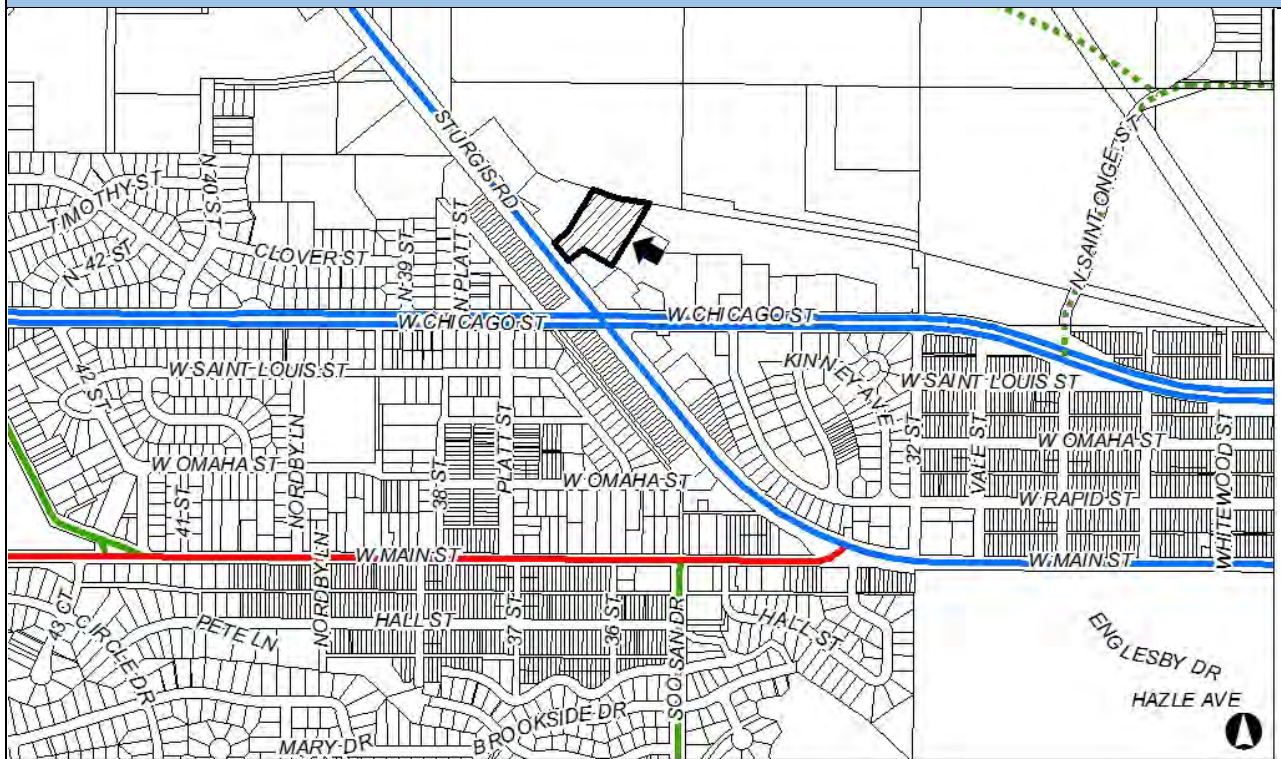 STURGIS RD
N SAINT ONGE ST
N 40 ST
TIMOTHY ST
N 42 ST
CLOVER ST
N 39 ST
N PLATT ST
W CHICAGO ST
W CHICAGO ST
KINNEY AVE
W SAINT LOUIS ST
W SAINT LOUIS ST
42 ST
32 ST
VALE ST
WHITEWOOD ST
PLATT ST
W OMAHA ST
W OMAHA ST
W OMAHA ST
NORDBY LN
38 ST
41 ST
W RAPID ST
W MAIN ST
W MAIN ST
43 CT
CIRCLE DR
PETE LN
NORDBY LN
HALL ST
37 ST
36 ST
SOO SAN DR
HALL ST
ENGLESBY DR
HAZLE AVE
BROOKSIDE DR
MARY DR